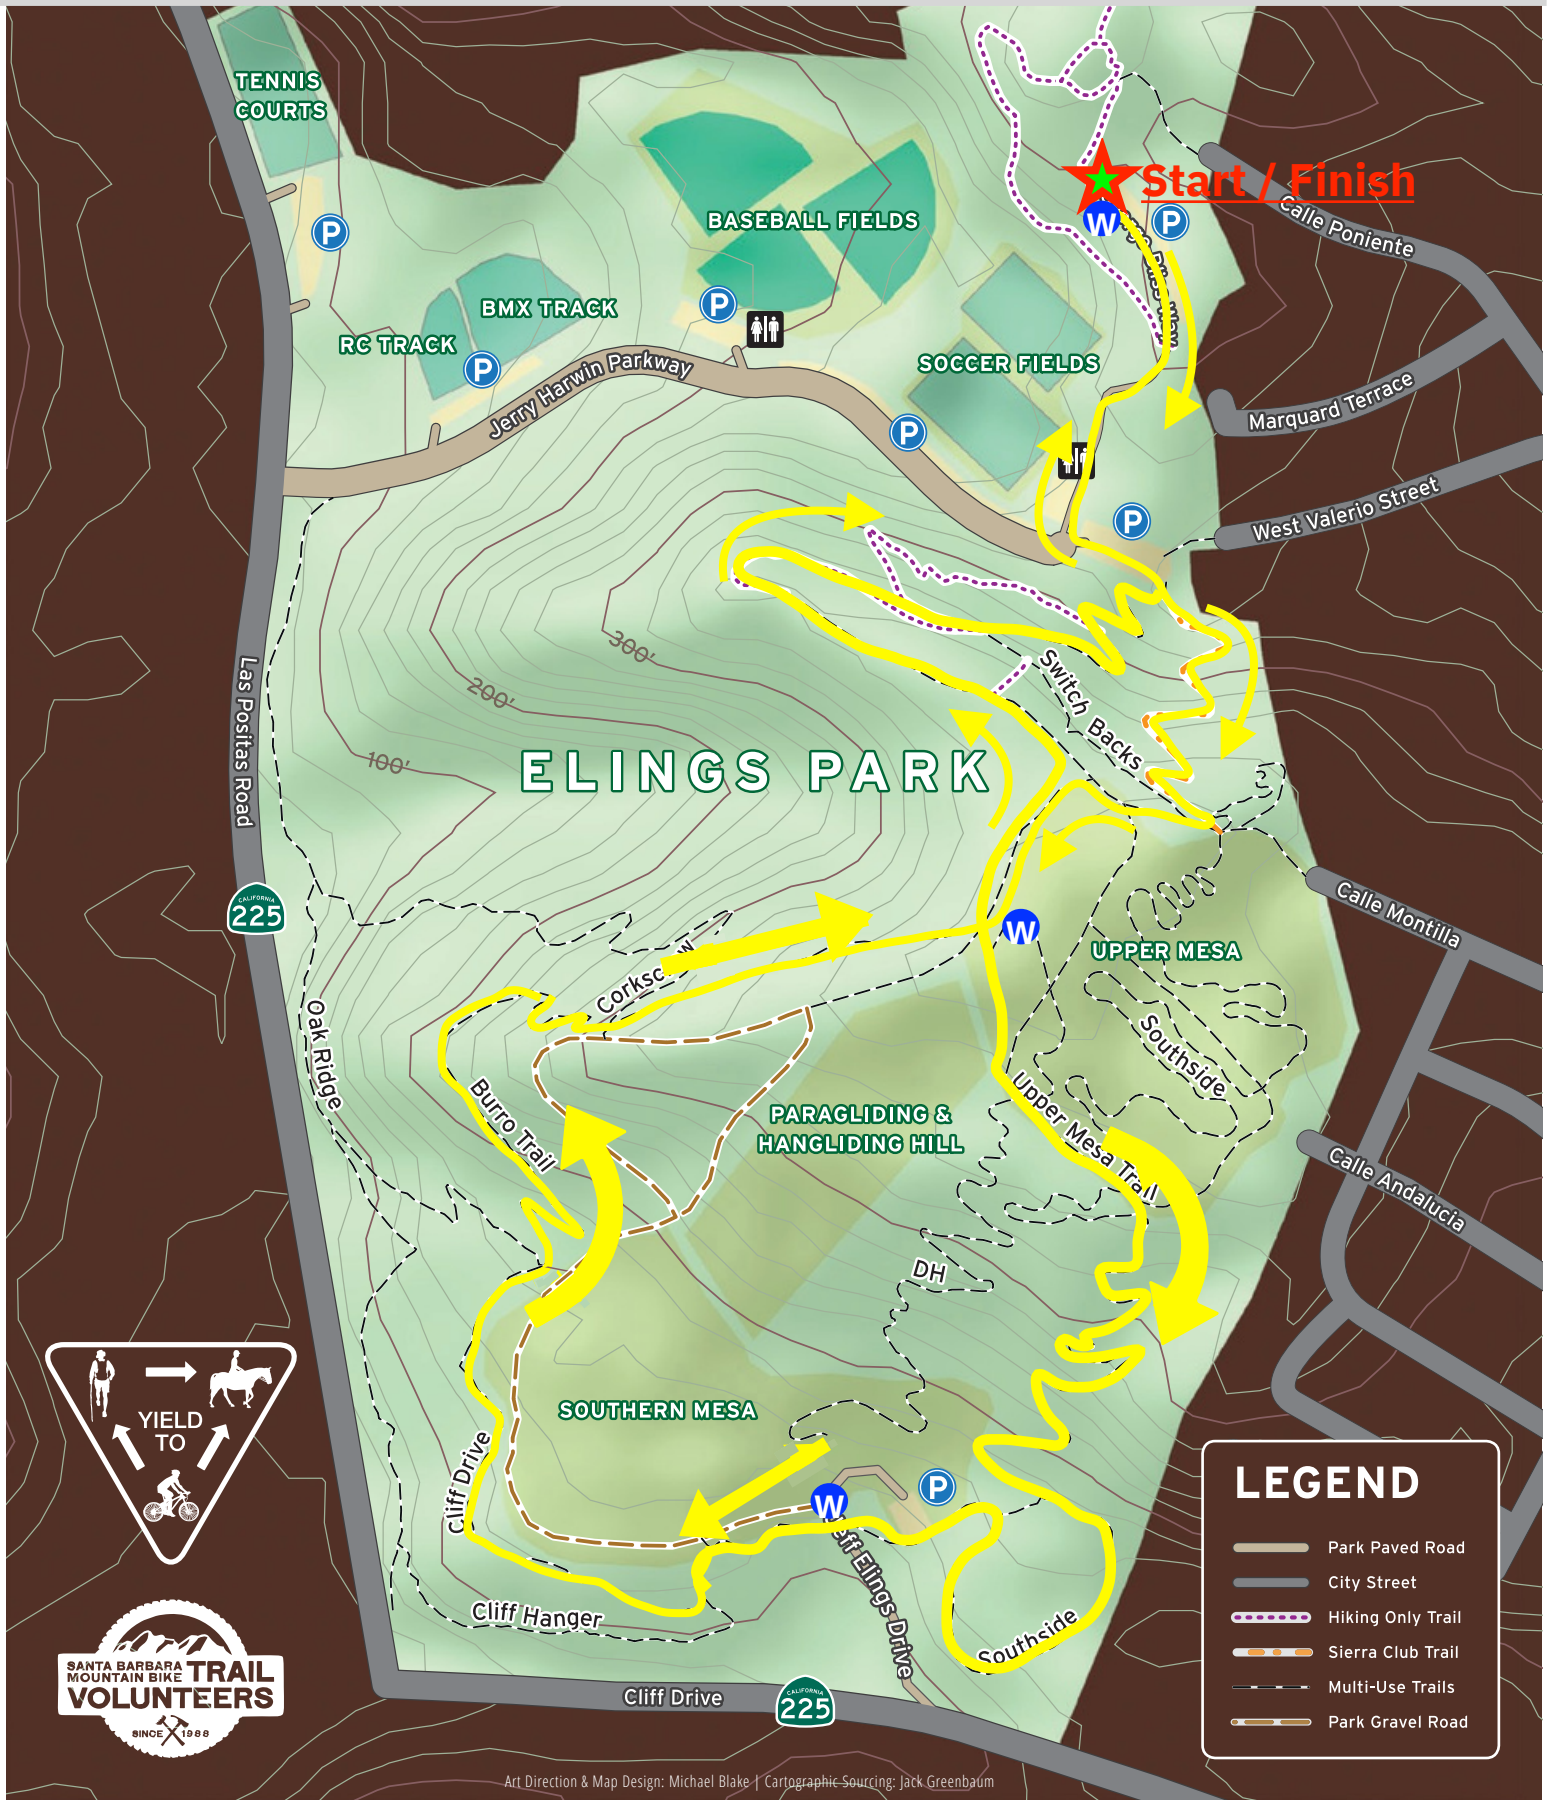 TENNIS
COURTS
P
Start / Finish
W
P
Calle Poniente
BASEBALL FIELDS
P
BMX TRACK
RC TRACK
P
Jerry Harwin Parkway
SOCCER FIELDS
P
Marquard Terrace
West Valerio Street
P
300'
200'
100'
Switch Backs
Las Positas Road
ELINGS PARK
CALIFORNIA
225
Calle Montilla
W
UPPER MESA
Oak Ridge
Southside
Burro Trail
PARAGLIDING &
HANGLIDING HILL
Upper Mesa Trail
Calle Andalucia
DH
SOUTHERN MESA
YIELD
TO
Cliff Drive
W
P
Cliff Hanger
Elings Drive
Southside
LEGEND
Park Paved Road
City Street
Hiking Only Trail
Sierra Club Trail
Multi-Use Trails
Park Gravel Road
SANTA BARBARA
MOUNTAIN BIKE
TRAIL
VOLUNTEERS
SINCE 1988
Cliff Drive
CALIFORNIA
225
Art Direction & Map Design: Michael Blake | Cartographic Sourcing: Jack Greenbaum